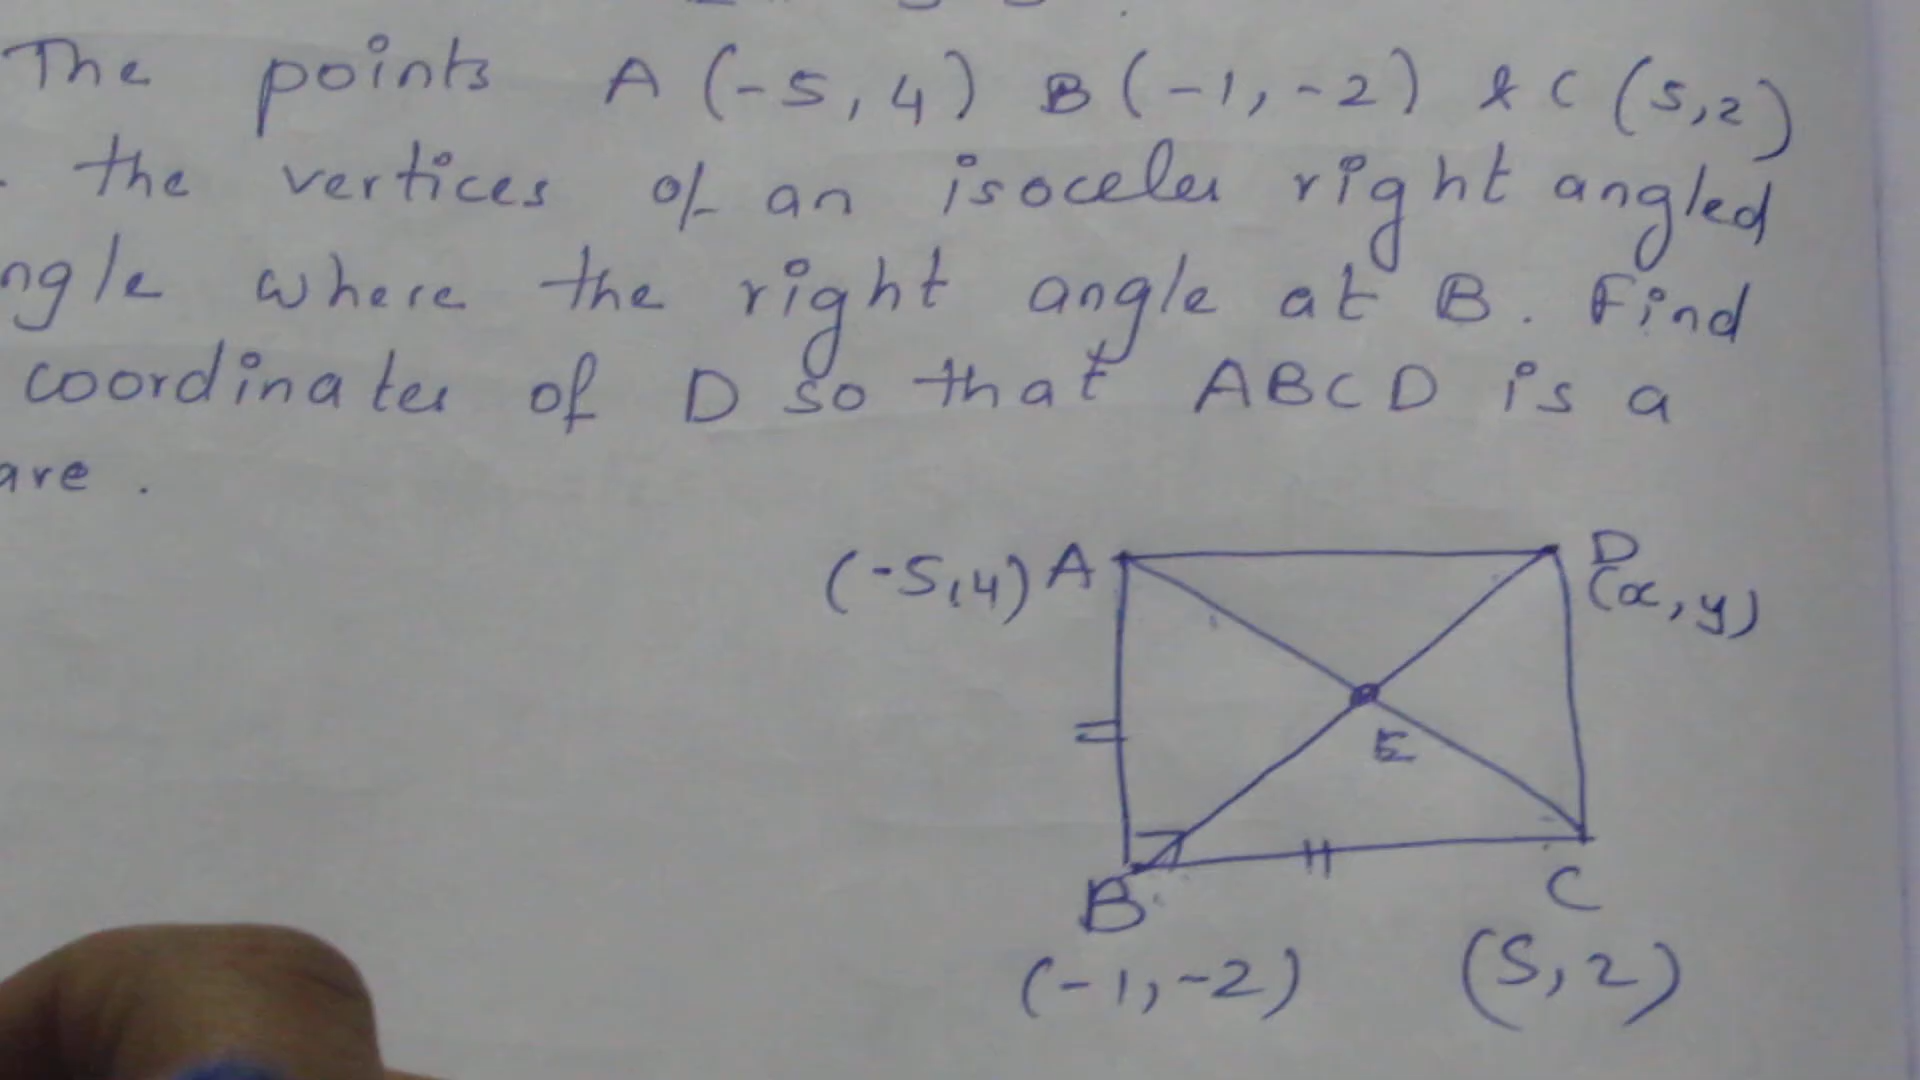 The points A (-5,4) B (-1,-2) & C (5,2)
the vertices of an isoceles right angled
ngle where the right angle at B. Find
coordinates of D so that ABCD is a
are.
(-5,4) A
D
(x,y)
E
B
C
(-1,-2)
(5,2)